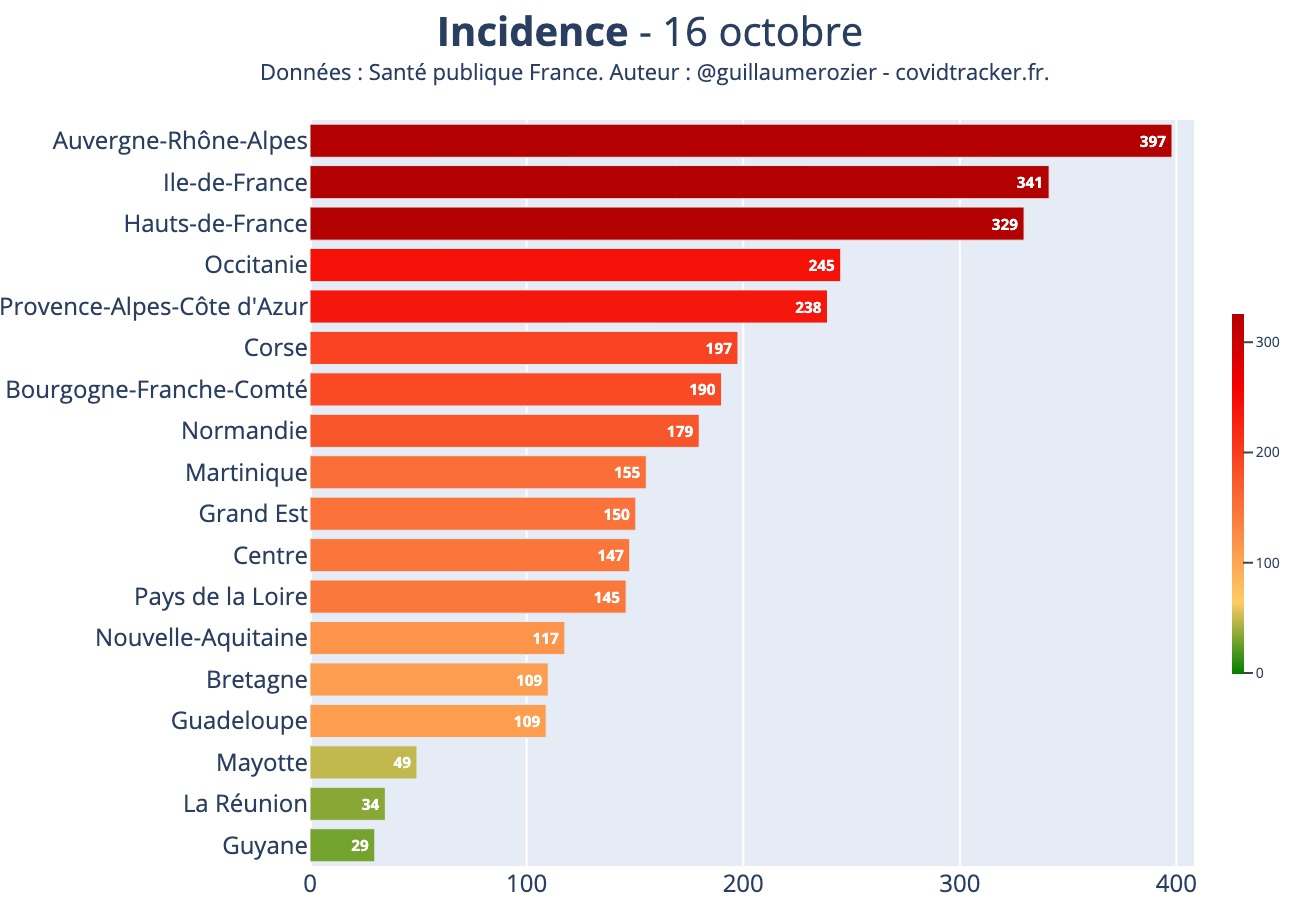 Incidence - 16 octobre
Données : Santé publique France. Auteur : @guillaumerozier - covidtracker.fr.
Auvergne-Rhône-Alpes 397
Ile-de-France 341
Hauts-de-France 329
Occitanie 245
Provence-Alpes-Côte d'Azur 238
Corse 197
Bourgogne-Franche-Comté 190
Normandie 179
Martinique 155
Grand Est 150
Centre 147
Pays de la Loire 145
Nouvelle-Aquitaine 117
Bretagne 109
Guadeloupe 109
Mayotte 49
La Réunion 34
Guyane 29
0 100 200 300 400
300
200
100
0